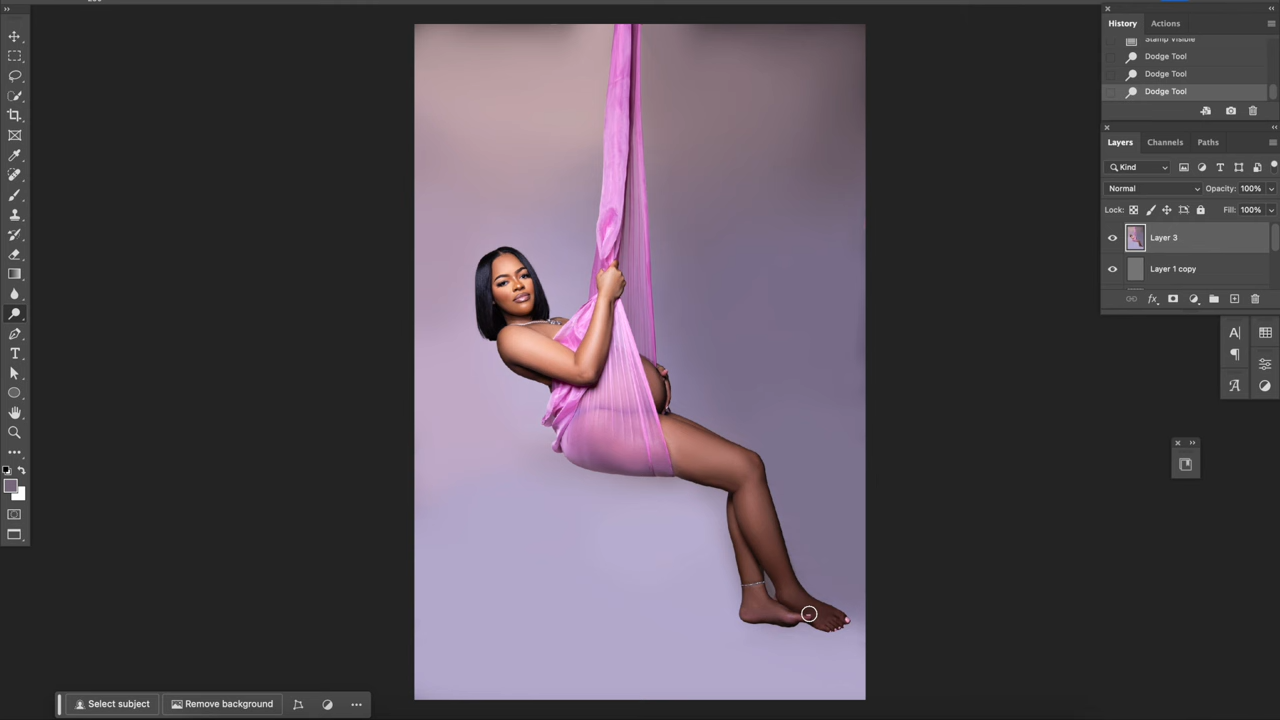 History Actions
Stamp Visible
Dodge Tool
Dodge Tool
Dodge Tool
Layers Channels Paths
Kind
Normal Opacity: 100%
Lock: Fill: 100%
Layer 3
Layer 1 copy
fx
Select subject Remove background